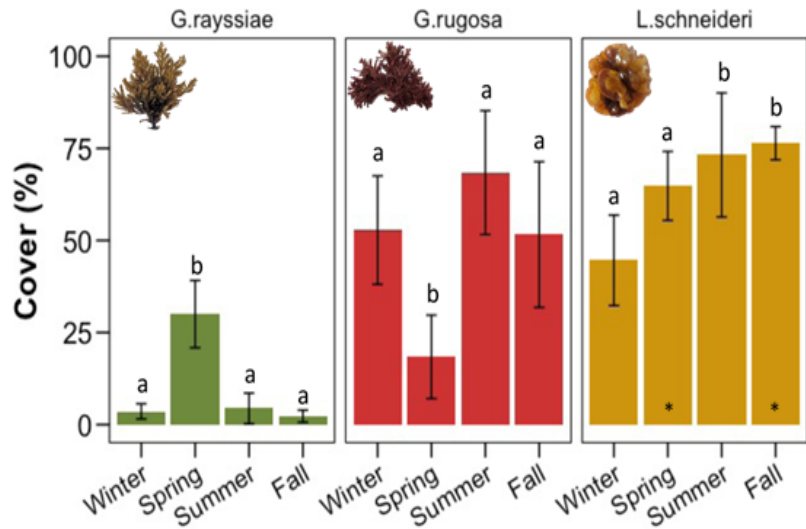 G.rayssiae
G.rugosa
L.schneideri
Cover (%)
100
75
50
25
0
a
b
a
a
a
b
a
a
a
a
b
b
*
*
Winter
Spring
Summer
Fall
Winter
Spring
Summer
Fall
Winter
Spring
Summer
Fall